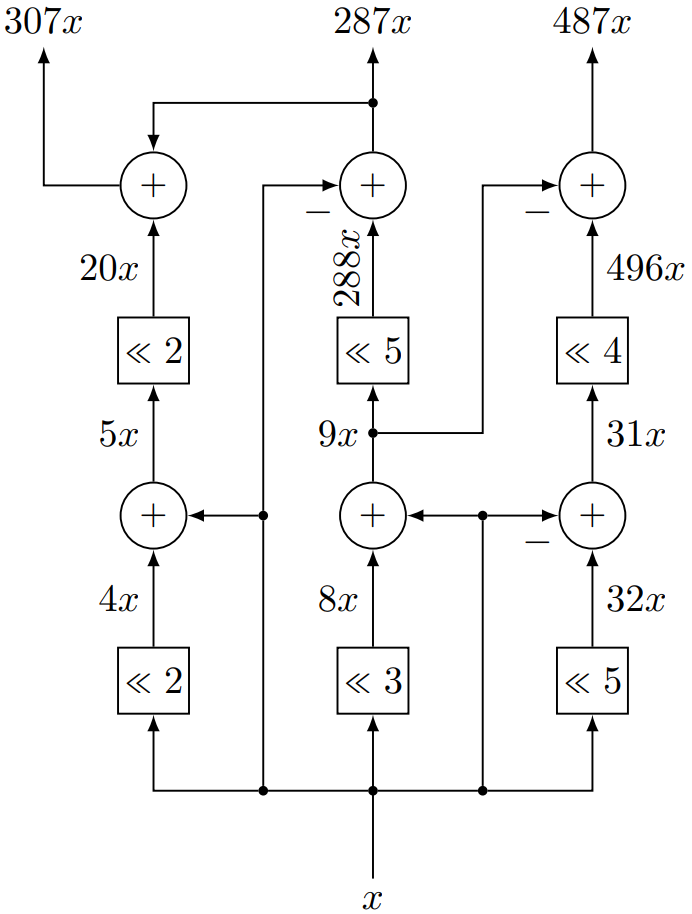 307x 287x 487x
+ + +
− −
20x 288x 496x
≪ 2 ≪ 5 ≪ 4
5x 9x 31x
+ + +
−
4x 8x 32x
≪ 2 ≪ 3 ≪ 5
x